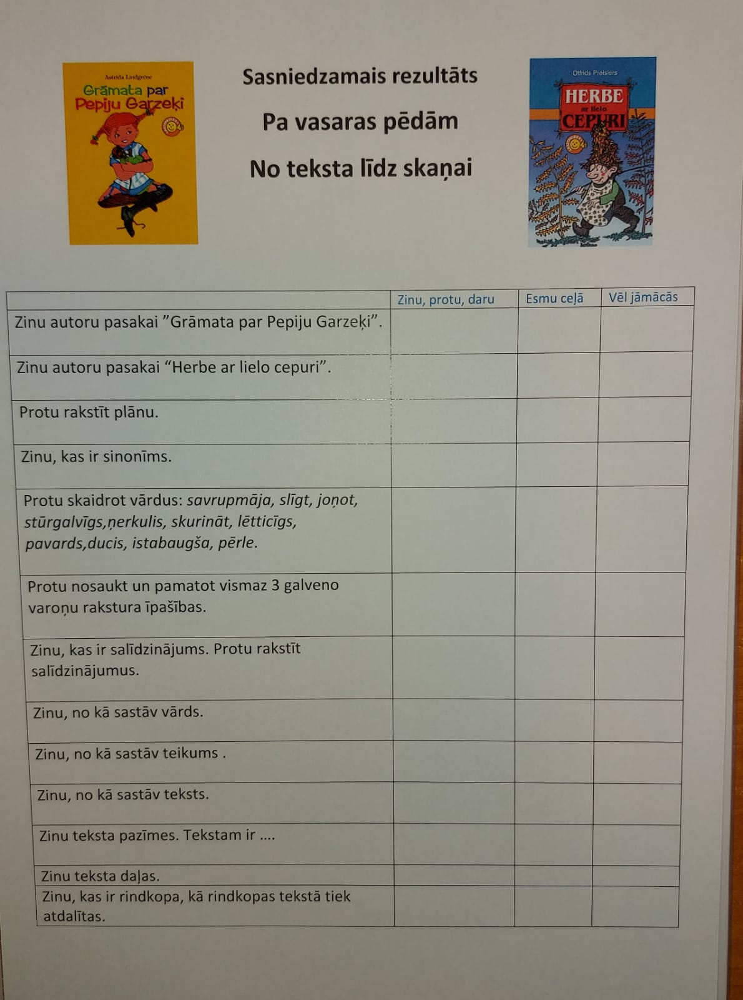 Astrīda Lindgrēne
Grāmata par
Pepiju Garzeķi
Sasniedzamais rezultāts
Pa vasaras pēdām
No teksta līdz skaņai
Otfrīds Preislers
HERBE
ar lielo
CEPURI
Zinu, protu, daru
Esmu ceļā
Vēl jāmācās
Zinu autoru pasakai ”Grāmata par Pepiju Garzeķi”.
Zinu autoru pasakai “Herbe ar lielo cepuri”.
Protu rakstīt plānu.
Zinu, kas ir sinonīms.
Protu skaidrot vārdus: savrupmāja, slīgt, joņot,
stūrgalvīgs,ņerkulis, skurināt, lētticīgs,
pavards,ducis, istabaugša, pērle.
Protu nosaukt un pamatot vismaz 3 galveno
varoņu rakstura īpašības.
Zinu, kas ir salīdzinājums. Protu rakstīt
salīdzinājumus.
Zinu, no kā sastāv vārds.
Zinu, no kā sastāv teikums .
Zinu, no kā sastāv teksts.
Zinu teksta pazīmes. Tekstam ir ....
Zinu teksta daļas.
Zinu, kas ir rindkopa, kā rindkopas tekstā tiek
atdalītas.